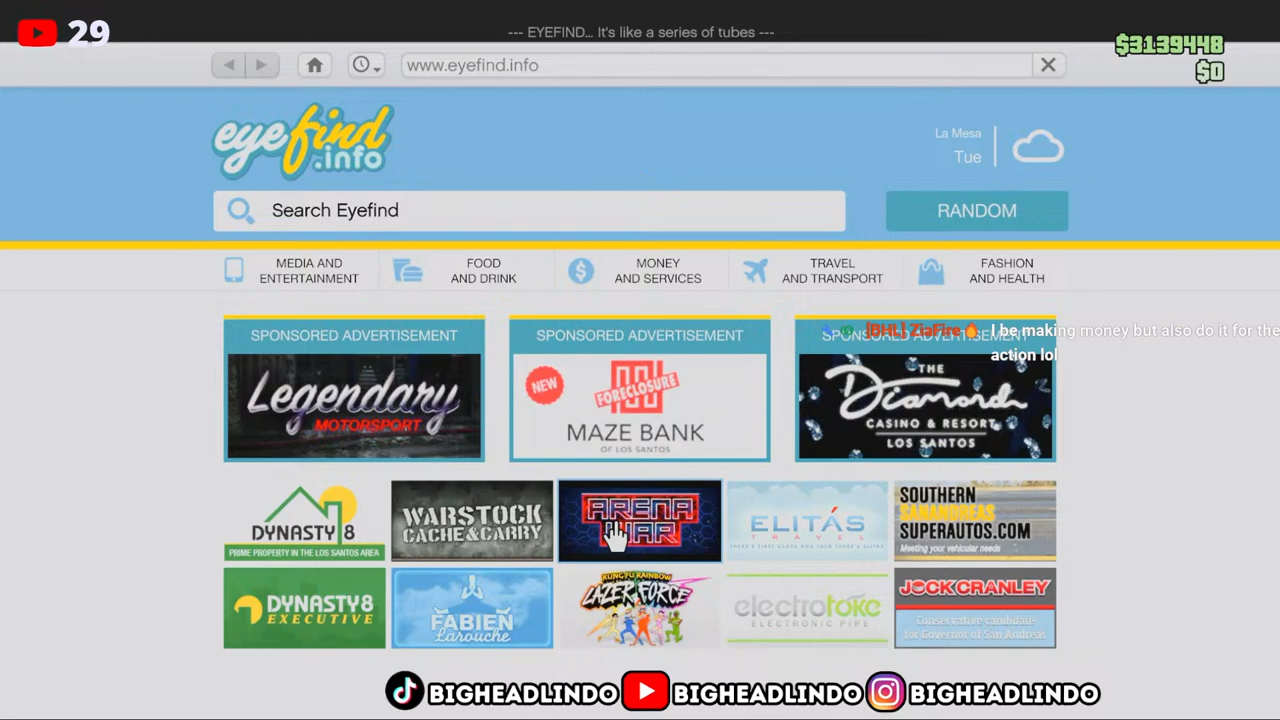 29
--- EYEFIND... It's like a series of tubes ---
$3139448
$0
www.eyefind.info
eyefind
.info
La Mesa
Tue
Search Eyefind
RANDOM
MEDIA AND
ENTERTAINMENT
FOOD
AND DRINK
MONEY
AND SERVICES
TRAVEL
AND TRANSPORT
FASHION
AND HEALTH
SPONSORED ADVERTISEMENT
SPONSORED ADVERTISEMENT
SPONSORED ADVERTISEMENT
[BHL] ZiaFire🔥 I be making money but also do it for the
action lol
Legendary
MOTORSPORT
NEW
FORECLOSURE
MAZE BANK
OF LOS SANTOS
THE
Diamond
CASINO & RESORT
LOS SANTOS
DYNASTY 8
PRIME PROPERTY IN THE LOS SANTOS AREA
WARSTOCK
CACHE & CARRY
ARENA
WAR
ELITÁS
TRAVEL
SOUTHERN
SAN ANDREAS
SUPERAUTOS.COM
Meeting your vehicular needs
DYNASTY 8
EXECUTIVE
FABIEN
Larouche
KUNG FU RAINBOW
LAZER FORCE
electrotoke
ELECTRONIC PIPE
JOCK CRANLEY
Conservative candidate
for Governor of San Andreas
BIGHEADLINDO BIGHEADLINDO BIGHEADLINDO